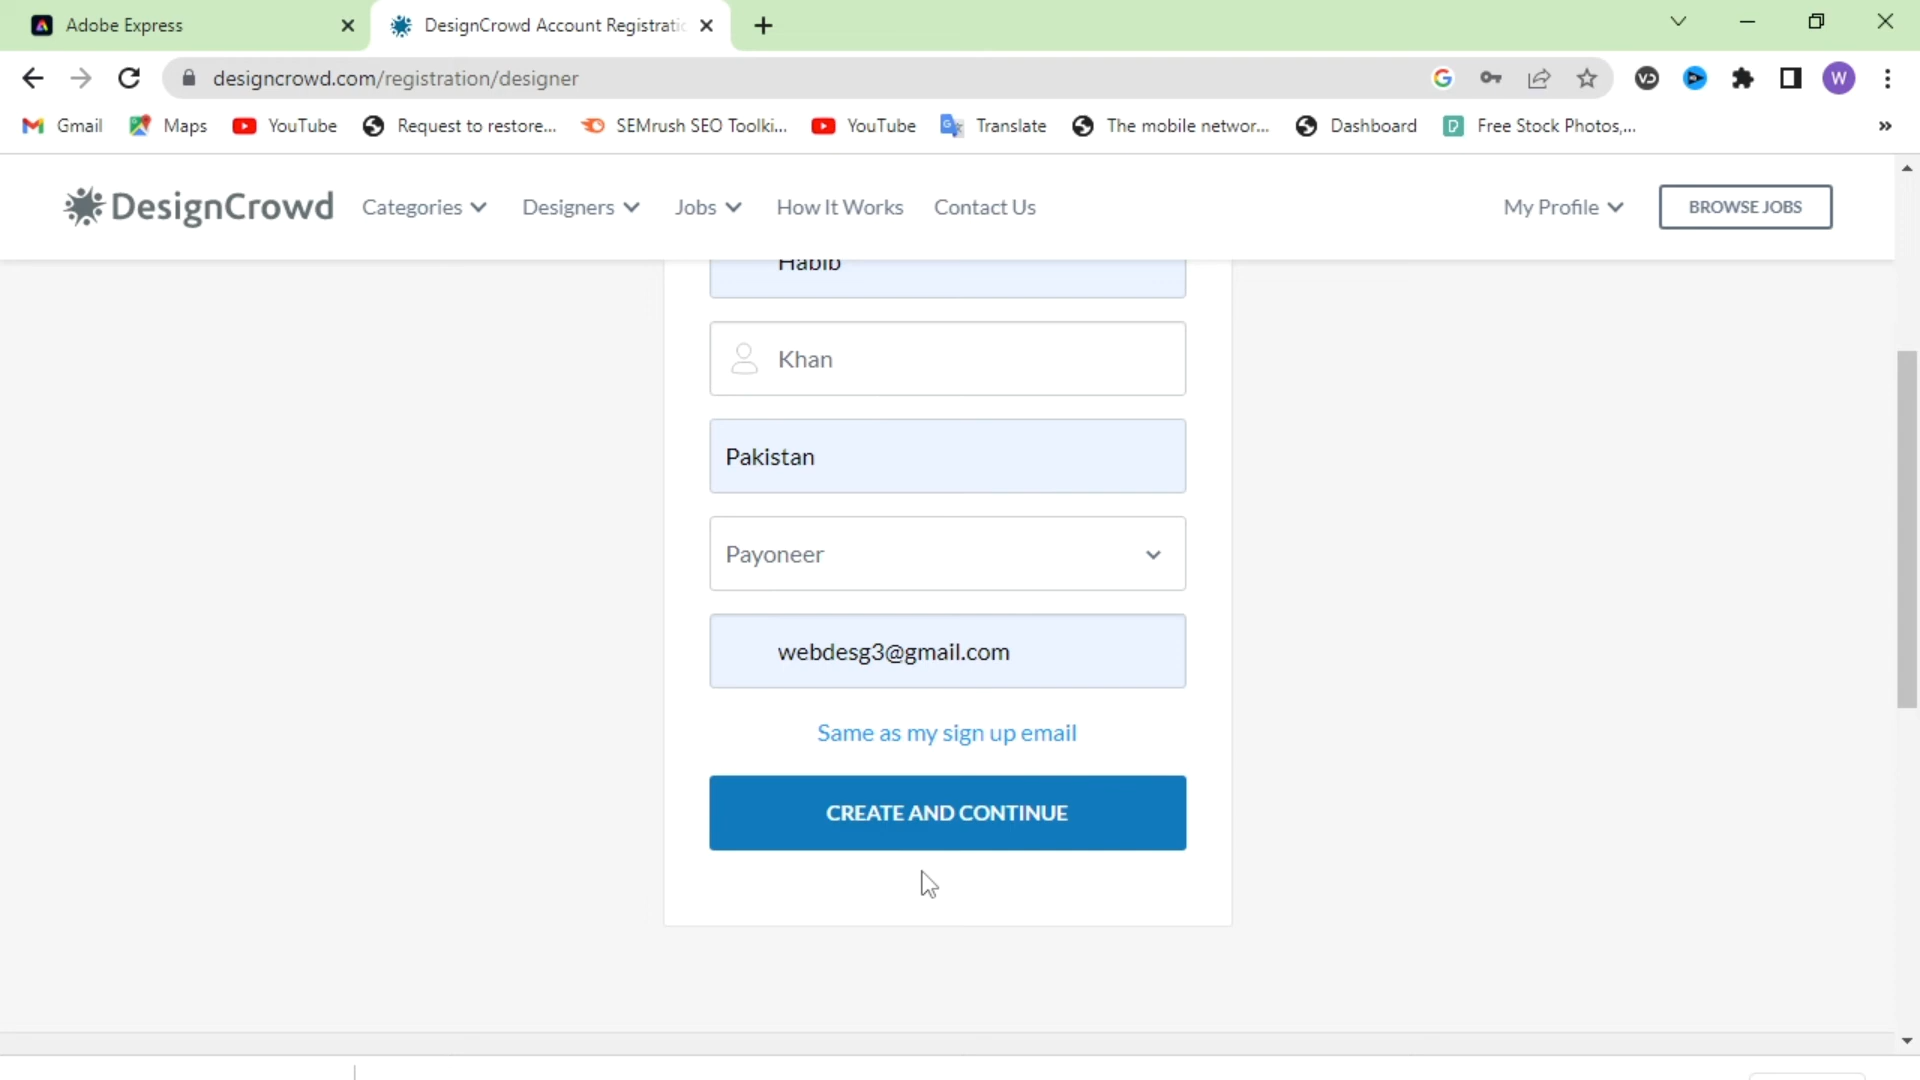 Adobe Express
DesignCrowd Account Registratio
designcrowd.com/registration/designer
W
Gmail
Maps
YouTube
Request to restore...
SEMrush SEO Toolki...
YouTube
Translate
The mobile networ...
Dashboard
Free Stock Photos,...
DesignCrowd
Categories
Designers
Jobs
How It Works
Contact Us
My Profile
BROWSE JOBS
Habib
Khan
Pakistan
Payoneer
webdesg3@gmail.com
Same as my sign up email
CREATE AND CONTINUE